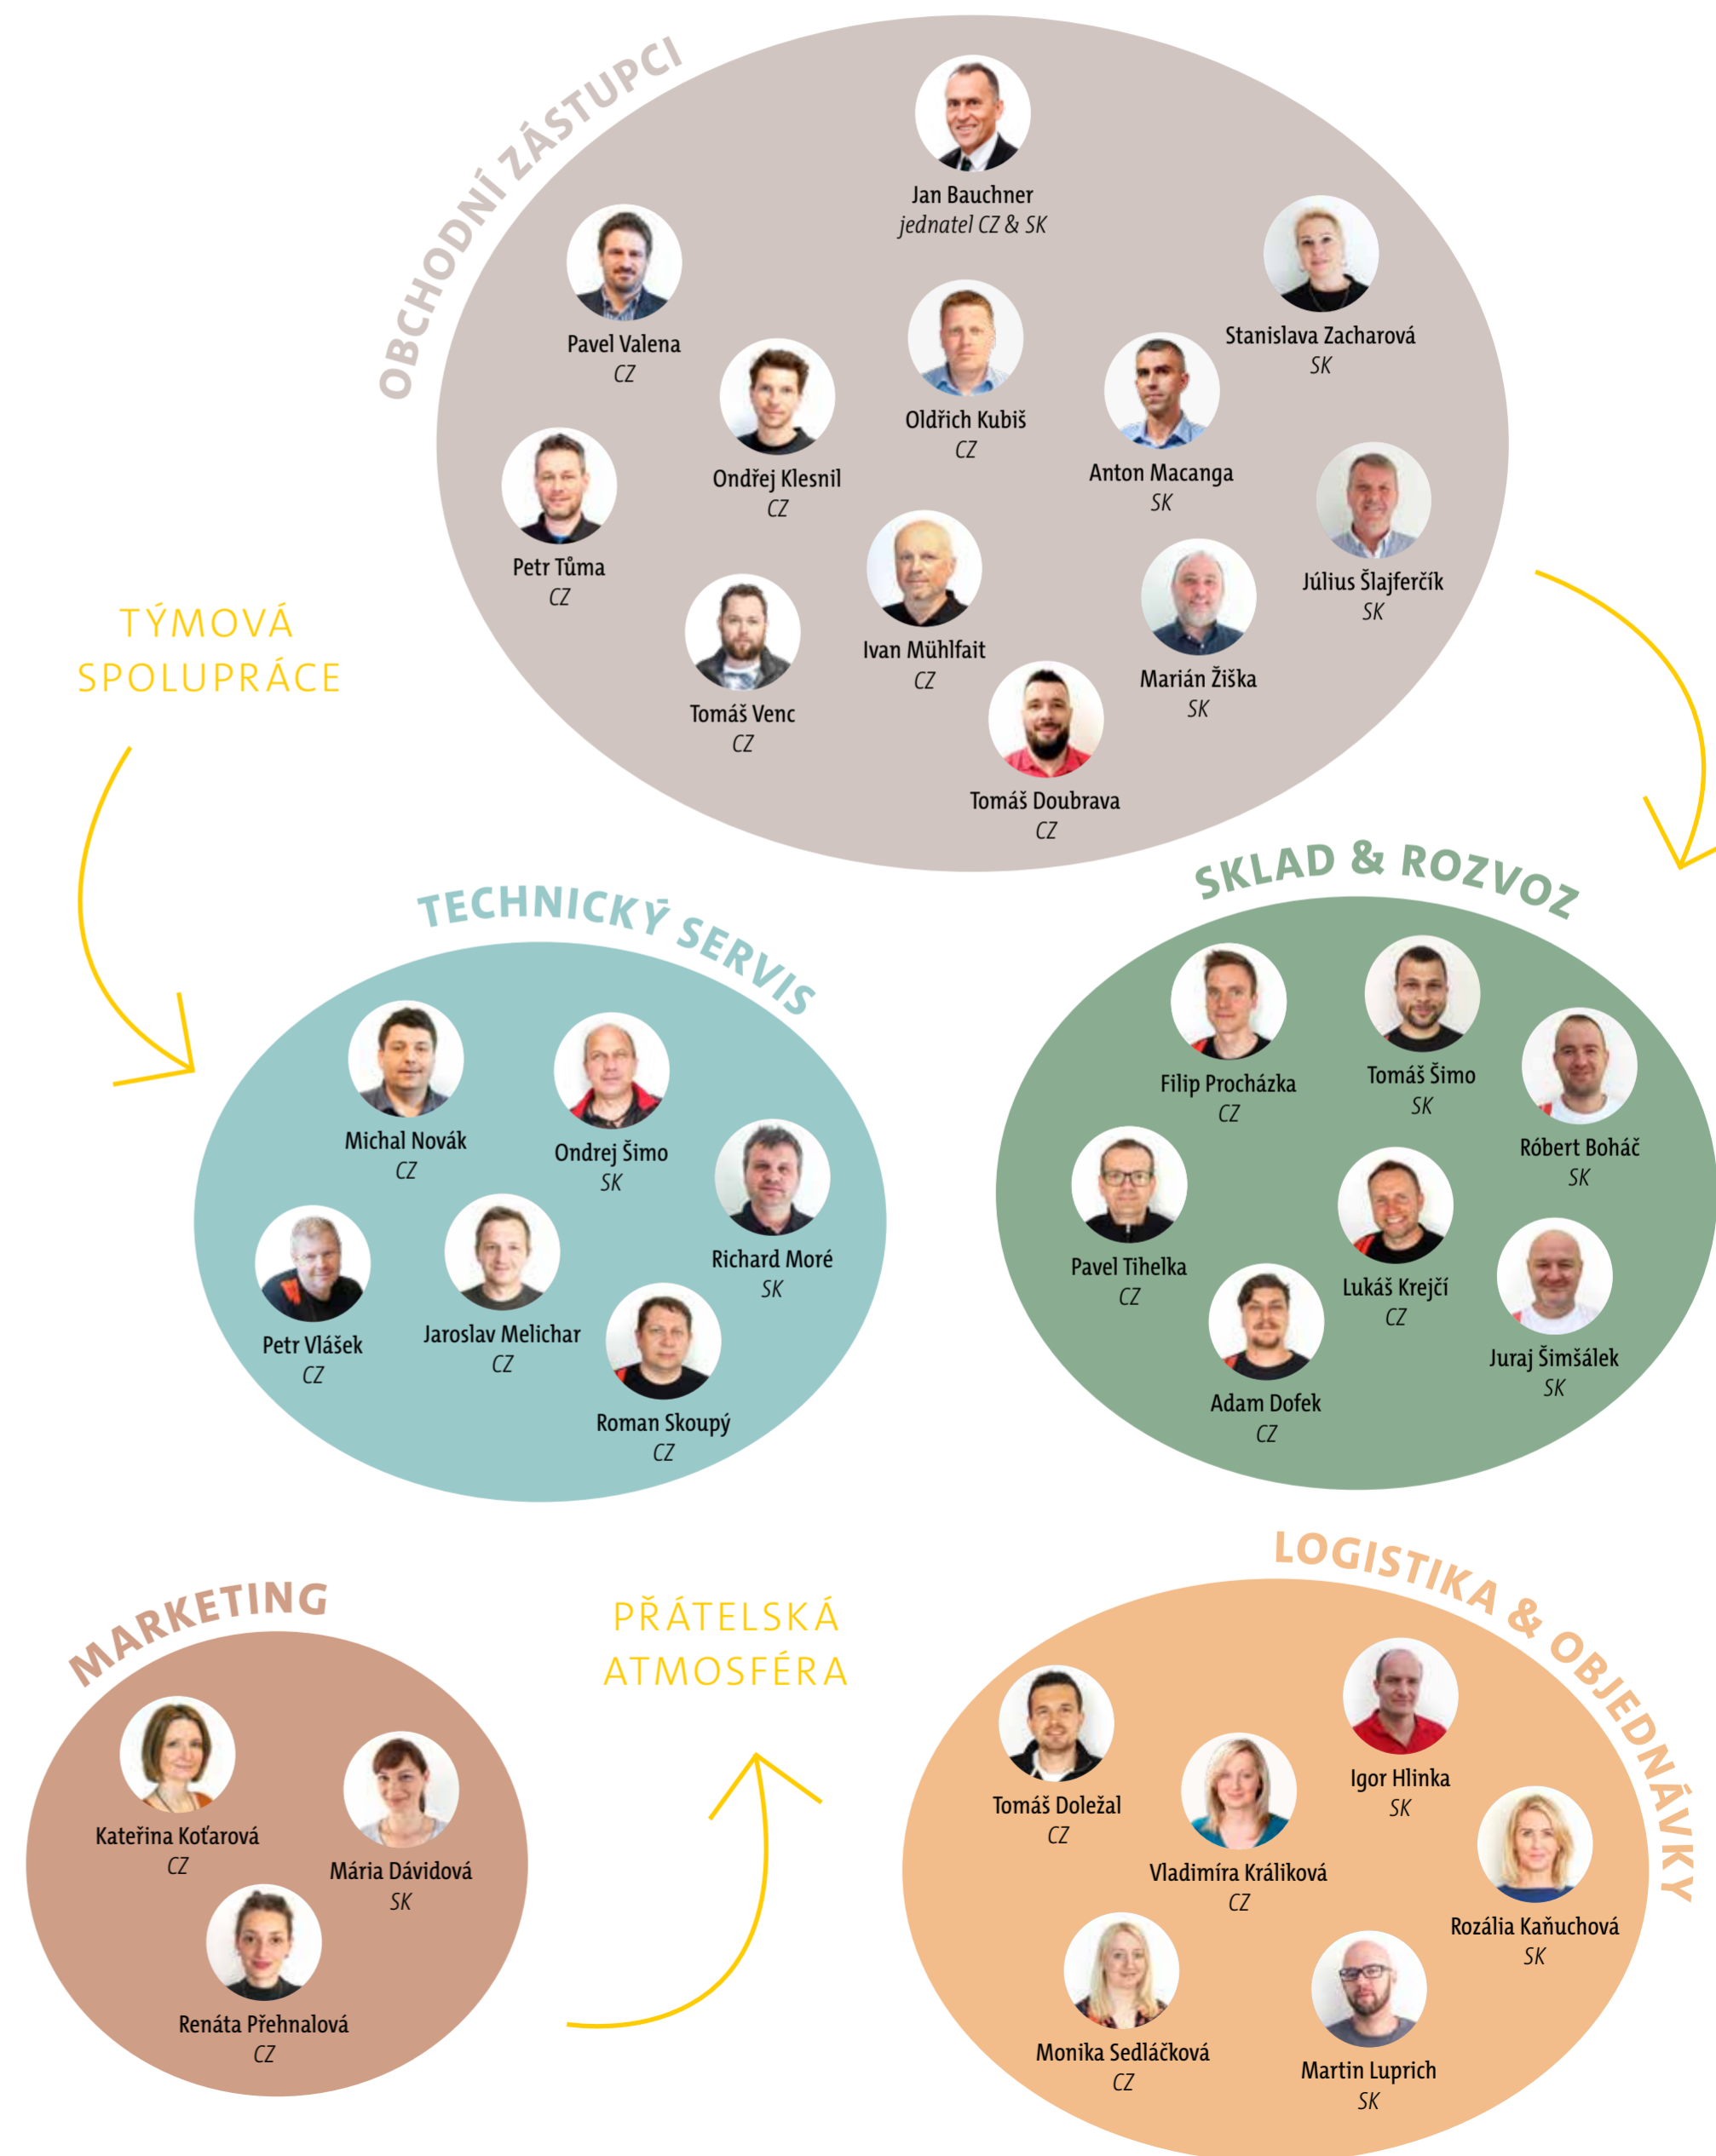 OBCHODNÍ ZÁSTUPCI
Jan Bauchner
jednatel CZ & SK
Pavel Valena
CZ
Stanislava Zacharová
SK
Ondřej Klesnil
CZ
Oldřich Kubiš
CZ
Anton Macanga
SK
Petr Tůma
CZ
Július Šlajferčík
SK
Tomáš Venc
CZ
Ivan Mühlfait
CZ
Marián Žiška
SK
Tomáš Doubrava
CZ
TÝMOVÁ
SPOLUPRÁCE
TECHNICKÝ SERVIS
Michal Novák
CZ
Ondrej Šimo
SK
Richard Moré
SK
Petr Vlášek
CZ
Jaroslav Melichar
CZ
Roman Skoupý
CZ
SKLAD & ROZVOZ
Filip Procházka
CZ
Tomáš Šimo
SK
Róbert Boháč
SK
Pavel Tihelka
CZ
Lukáš Krejčí
CZ
Juraj Šimšálek
SK
Adam Dofek
CZ
MARKETING
Kateřina Koťarová
CZ
Mária Dávidová
SK
Renáta Přehnalová
CZ
PŘÁTELSKÁ
ATMOSFÉRA
LOGISTIKA & OBJEDNÁVKY
Tomáš Doležal
CZ
Igor Hlinka
SK
Vladimíra Králiková
CZ
Rozália Kaňuchová
SK
Monika Sedláčková
CZ
Martin Luprich
SK